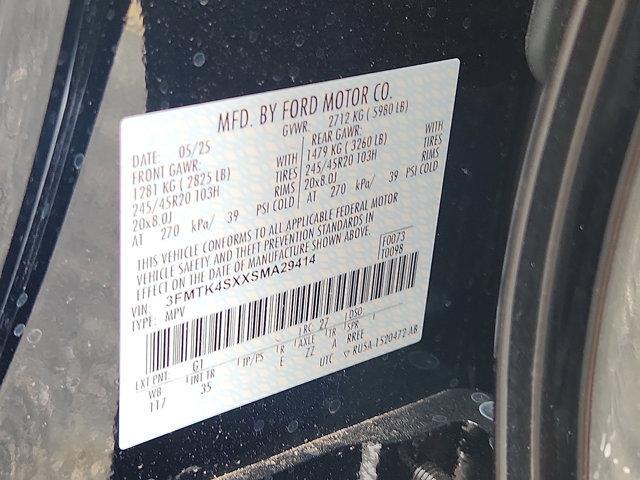 MFD. BY FORD MOTOR CO.
DATE: 05/25 GVWR: 2712 KG ( 5980 LB)
FRONT GAWR: REAR GAWR:
1281 KG ( 2825 LB) WITH 1479 KG ( 3260 LB) WITH
245/45R20 103H TIRES 245/45R20 103H TIRES
20x8.0J RIMS 20x8.0J RIMS
AT 270 kPa/ 39 PSI COLD AT 270 kPa/ 39 PSI COLD
THIS VEHICLE CONFORMS TO ALL APPLICABLE FEDERAL MOTOR
VEHICLE SAFETY AND THEFT PREVENTION STANDARDS IN
EFFECT ON THE DATE OF MANUFACTURE SHOWN ABOVE.
VIN: 3FMTK4SXXSMA29414 F0073
TYPE: MPV T0098
EXT PNT: G1 RC: 27 DSO:
WB INT TR TP/PS R AXLE TR SPR
117 35 E ZZ A RREE
UTC ▽ RUSA-1520472-AB